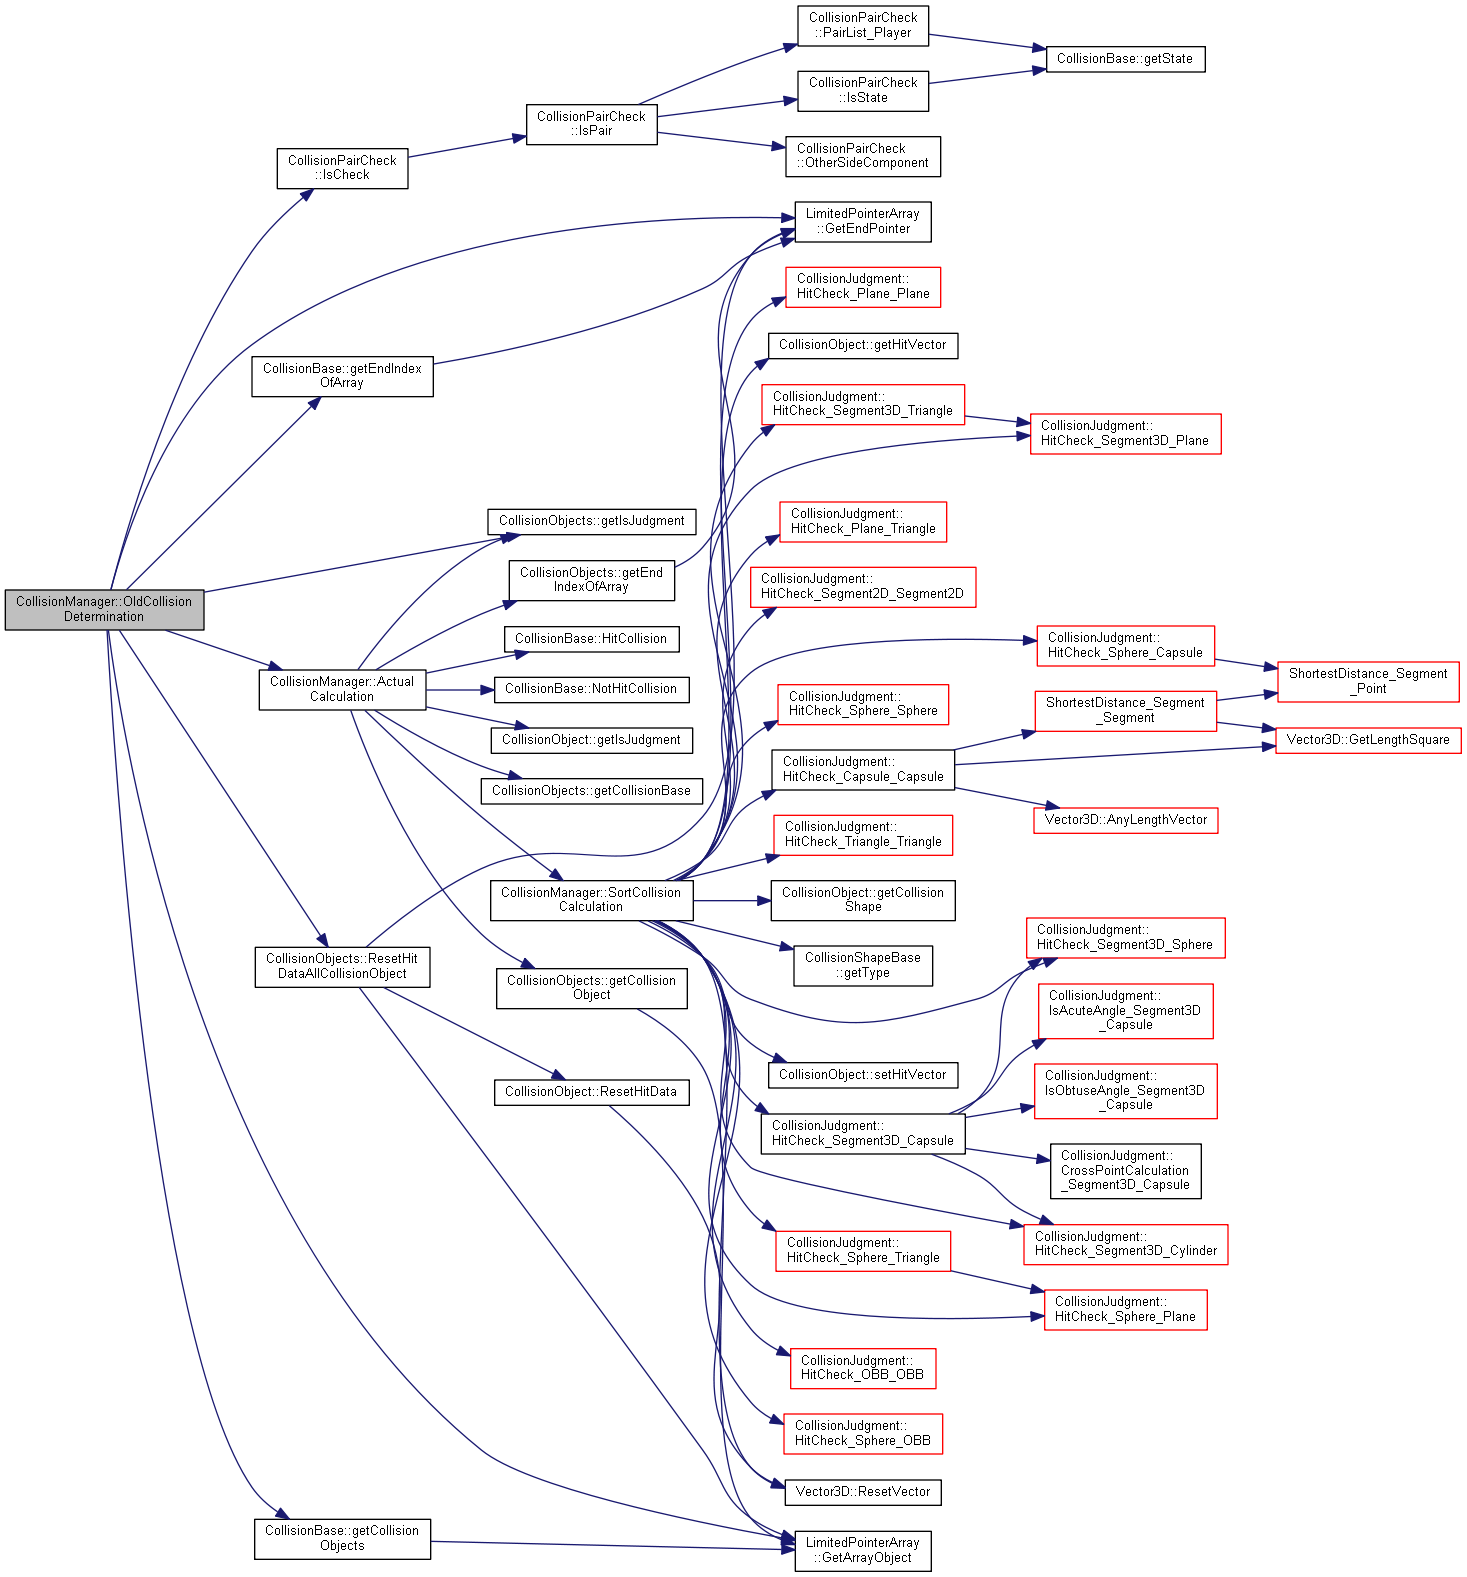 CollisionPairCheck
::PairList_Player
CollisionBase::getState
CollisionPairCheck
::IsState
CollisionPairCheck
::IsPair
CollisionPairCheck
::OtherSideComponent
CollisionPairCheck
::IsCheck
LimitedPointerArray
::GetEndPointer
CollisionJudgment::
HitCheck_Plane_Plane
CollisionObject::getHitVector
CollisionBase::getEndIndex
OfArray
CollisionJudgment::
HitCheck_Segment3D_Triangle
CollisionJudgment::
HitCheck_Segment3D_Plane
CollisionObjects::getIsJudgment
CollisionJudgment::
HitCheck_Plane_Triangle
CollisionObjects::getEnd
IndexOfArray
CollisionJudgment::
HitCheck_Segment2D_Segment2D
CollisionManager::OldCollision
Determination
CollisionBase::HitCollision
CollisionJudgment::
HitCheck_Sphere_Capsule
CollisionManager::Actual
Calculation
CollisionBase::NotHitCollision
CollisionJudgment::
HitCheck_Sphere_Sphere
ShortestDistance_Segment
_Point
ShortestDistance_Segment
_Segment
CollisionObject::getIsJudgment
Vector3D::GetLengthSquare
CollisionJudgment::
HitCheck_Capsule_Capsule
CollisionObjects::getCollisionBase
Vector3D::AnyLengthVector
CollisionJudgment::
HitCheck_Triangle_Triangle
CollisionManager::SortCollision
Calculation
CollisionObject::getCollision
Shape
CollisionObjects::ResetHit
DataAllCollisionObject
CollisionShapeBase
::getType
CollisionJudgment::
HitCheck_Segment3D_Sphere
CollisionObjects::getCollision
Object
CollisionJudgment::
IsAcuteAngle_Segment3D
_Capsule
CollisionObject::setHitVector
CollisionObject::ResetHitData
CollisionJudgment::
IsObtuseAngle_Segment3D
_Capsule
CollisionJudgment::
HitCheck_Segment3D_Capsule
CollisionJudgment::
CrossPointCalculation
_Segment3D_Capsule
CollisionJudgment::
HitCheck_Sphere_Triangle
CollisionJudgment::
HitCheck_Segment3D_Cylinder
CollisionJudgment::
HitCheck_Sphere_Plane
CollisionJudgment::
HitCheck_OBB_OBB
CollisionJudgment::
HitCheck_Sphere_OBB
Vector3D::ResetVector
CollisionBase::getCollision
Objects
LimitedPointerArray
::GetArrayObject